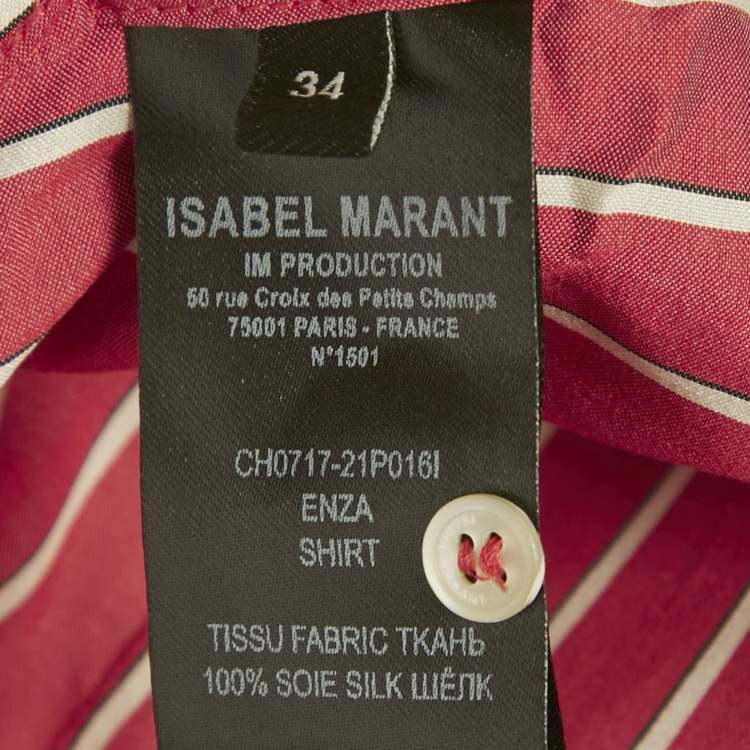 34
ISABEL MARANT
IM PRODUCTION
50 rue Croix des Petits Champs
75001 PARIS - FRANCE
N°1501
CH0717-21P016I
ENZA
SHIRT
TISSU FABRIC ТКАНЬ
100% SOIE SILK ШЁЛК